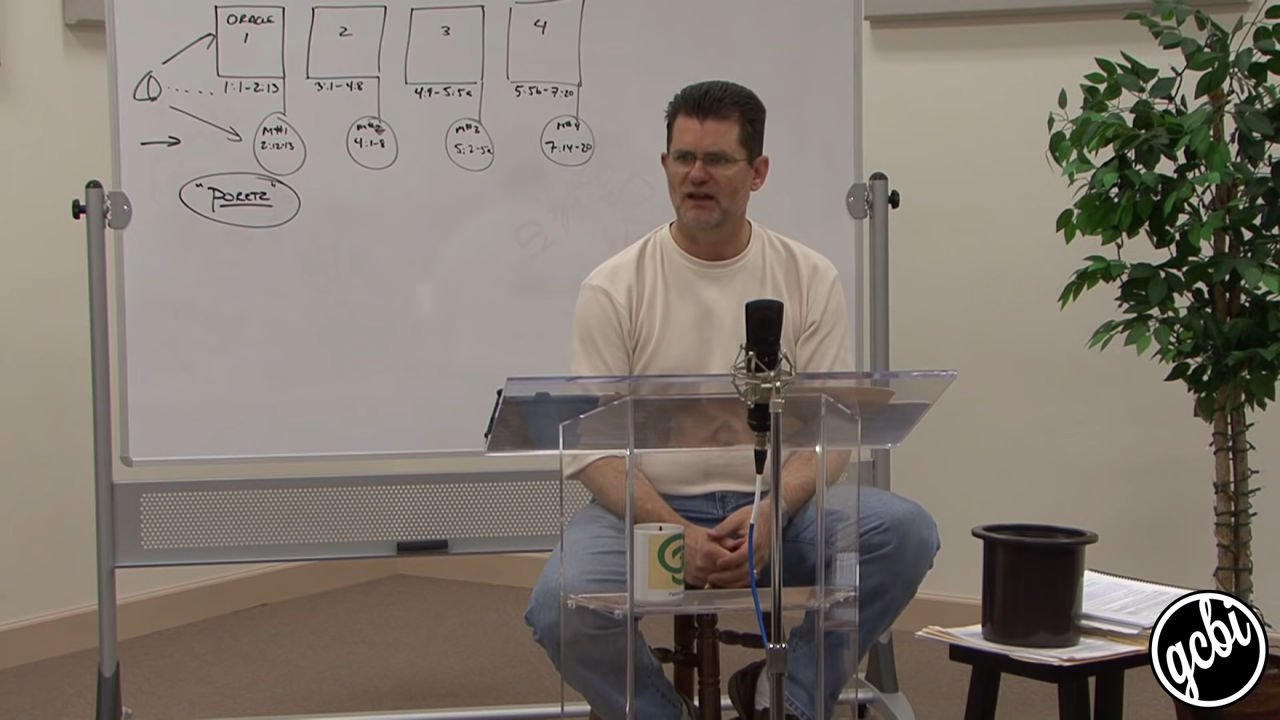 ORACLE
1
2
3
4
1:1-2:13
3:1-4:8
4:9-5:5a
5:5b-7:20
M#1
2:12-13
M#2
4:1-8
M#3
5:2-5a
M#4
7:14-20
"PORETZ"
gcbi